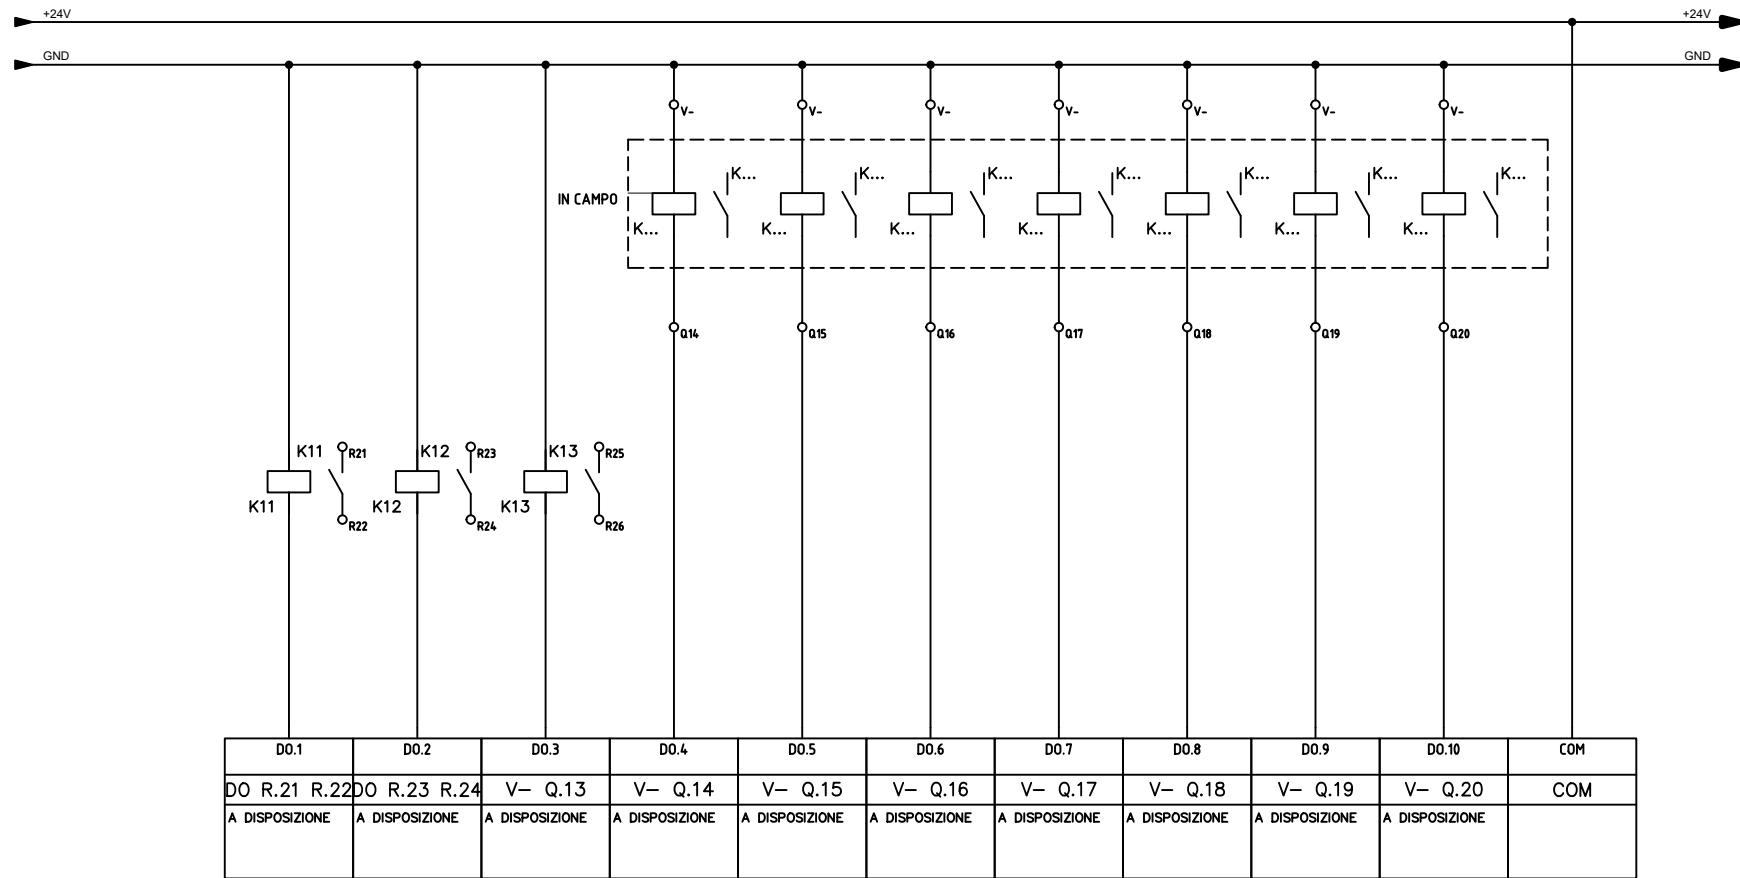 +24V +24V
GND GND
V- V- V- V- V- V- V-
K... K... K... K... K... K... K...
IN CAMPO
K... K... K... K... K... K... K...
Q14 Q15 Q16 Q17 Q18 Q19 Q20
K11 R21 K12 R23 K13 R25
K11 K12 K13
R22 R24 R26
DO.1 DO.2 DO.3 DO.4 DO.5 DO.6 DO.7 DO.8 DO.9 DO.10 COM
DO R.21 R.22 DO R.23 R.24 V- Q.13 V- Q.14 V- Q.15 V- Q.16 V- Q.17 V- Q.18 V- Q.19 V- Q.20 COM
A DISPOSIZIONE A DISPOSIZIONE A DISPOSIZIONE A DISPOSIZIONE A DISPOSIZIONE A DISPOSIZIONE A DISPOSIZIONE A DISPOSIZIONE A DISPOSIZIONE A DISPOSIZIONE